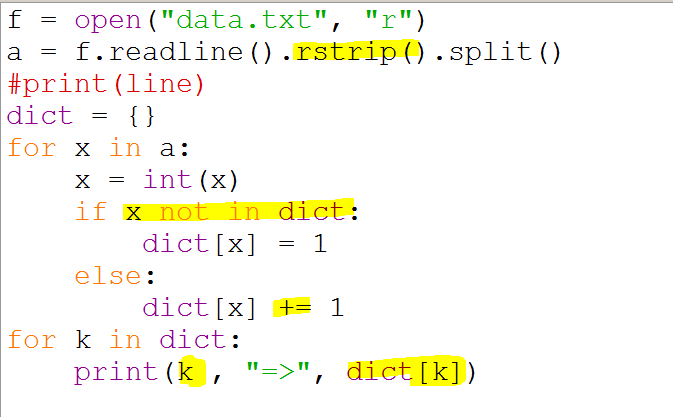 f = open("data.txt", "r")
a = f.readline().rstrip().split()
#print(line)
dict = {}
for x in a:
    x = int(x)
    if x not in dict:
        dict[x] = 1
    else:
        dict[x] += 1
for k in dict:
    print(k , "=>", dict[k])